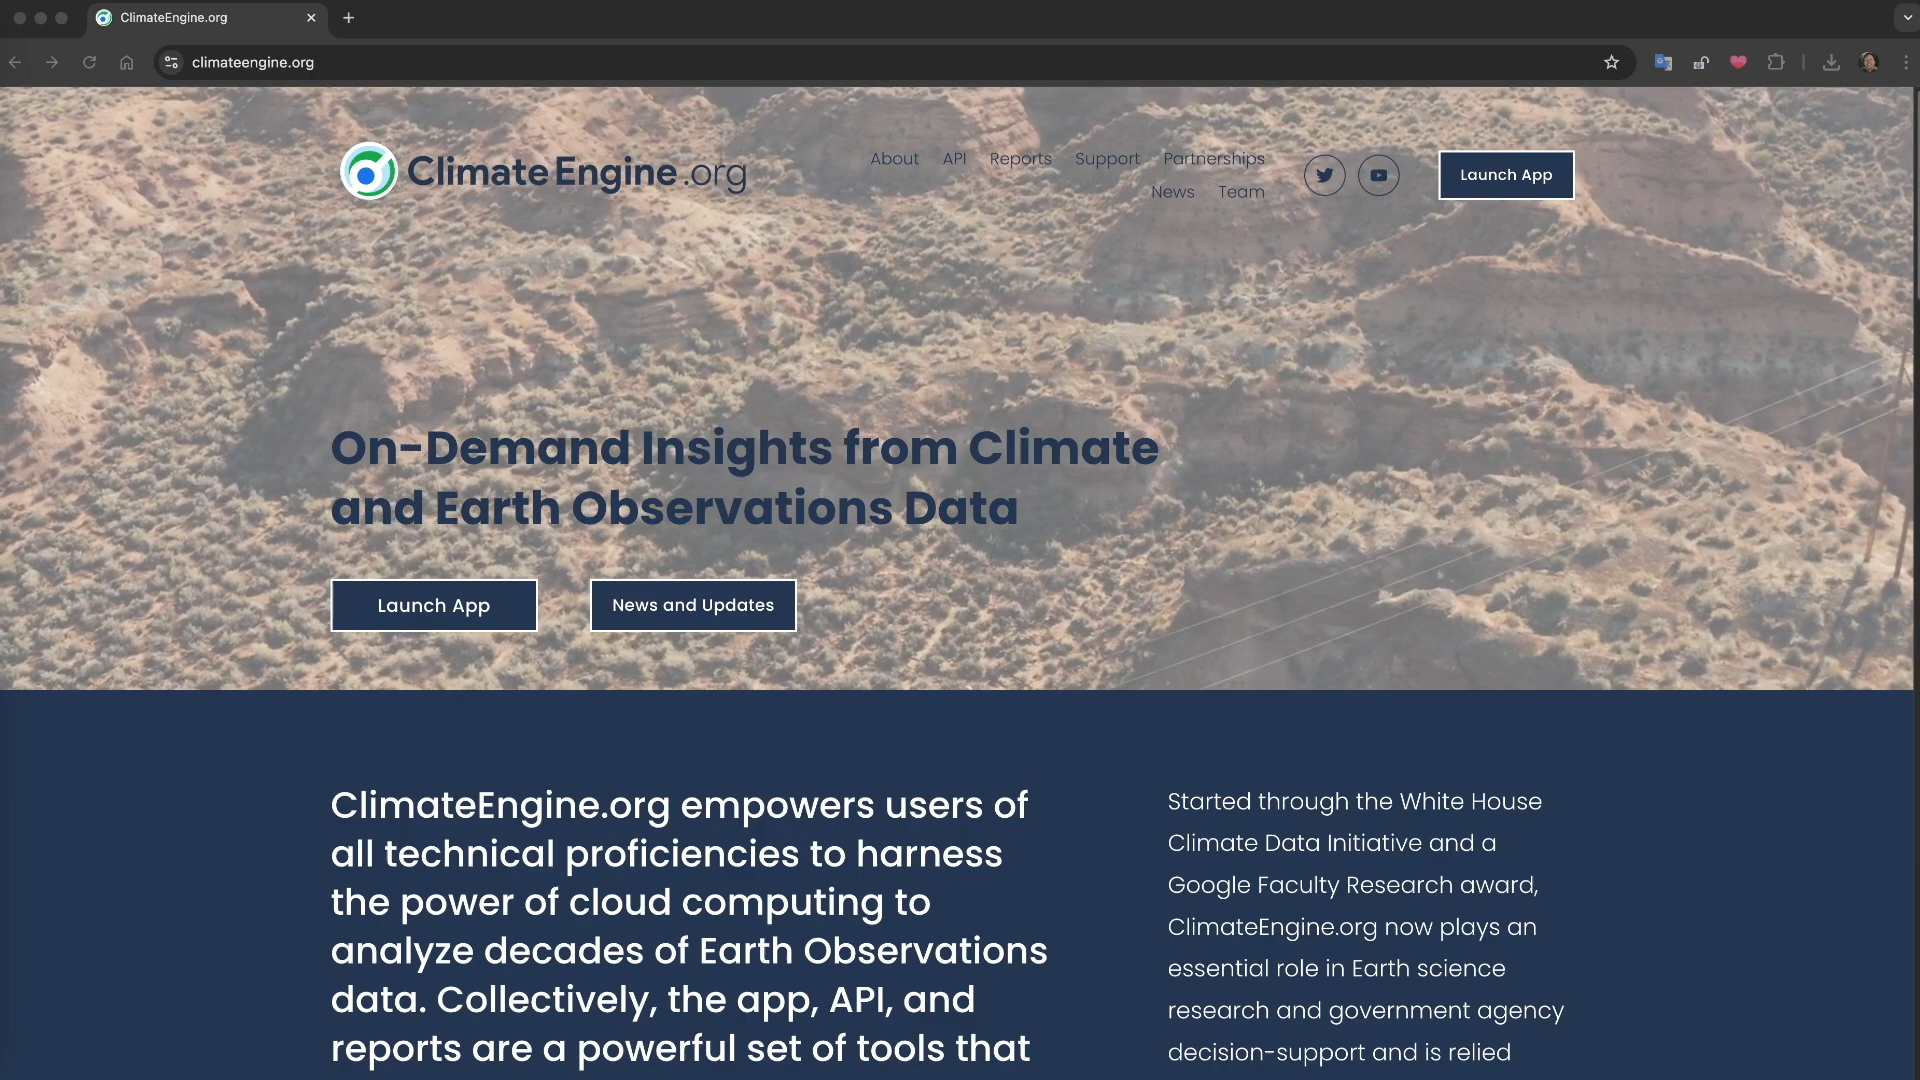 ClimateEngine.org
climateengine.org
Climate Engine.org
About API Reports Support Partnerships
News Team
Launch App
On-Demand Insights from Climate
and Earth Observations Data
Launch App
News and Updates
ClimateEngine.org empowers users of
all technical proficiencies to harness
the power of cloud computing to
analyze decades of Earth Observations
data. Collectively, the app, API, and
reports are a powerful set of tools that
Started through the White House
Climate Data Initiative and a
Google Faculty Research award,
ClimateEngine.org now plays an
essential role in Earth science
research and government agency
decision-support and is relied